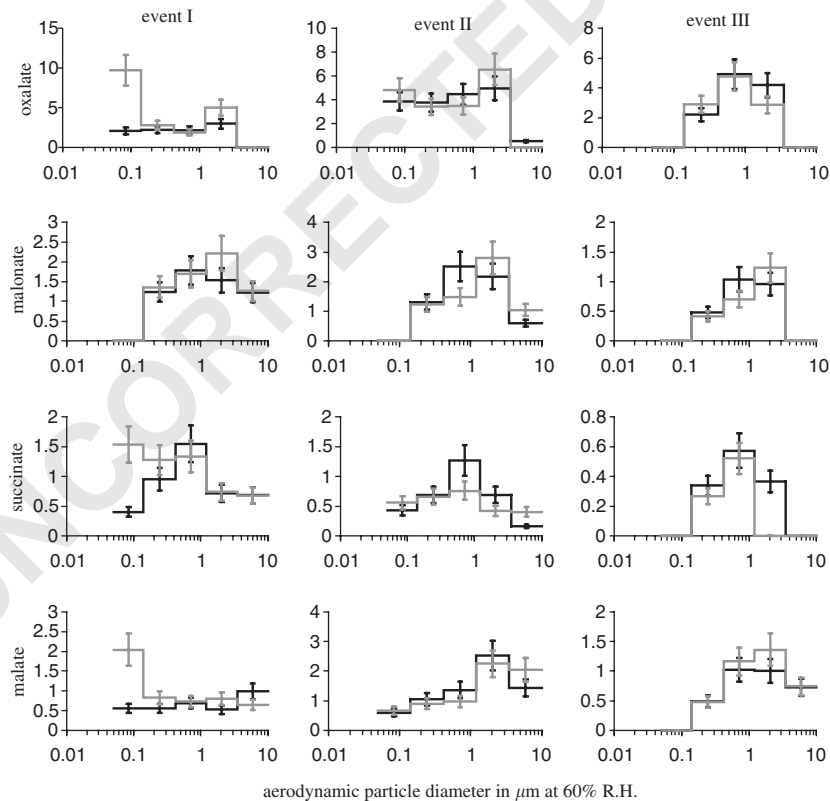 event I event II event III
oxalate
15 10 5 0
0.01 0.1 1 10
10 8 6 4 2 0
0.01 0.1 1 10
6 4 2 0
0.01 0.1 1 10
malonate
3 2.5 2 1.5 1 0.5 0
0.01 0.1 1 10
4 3 2 1 0
0.01 0.1 1 10
2 1.5 1 0.5 0
0.01 0.1 1 10
succinate
2 1.5 1 0.5 0
0.01 0.1 1 10
2 1.5 1 0.5 0
0.01 0.1 1 10
0.8 0.6 0.4 0.2 0
0.01 0.1 1 10
malate
3 2.5 2 1.5 1 0.5 0
0.01 0.1 1 10
4 3 2 1 0
0.01 0.1 1 10
2 1.5 1 0.5 0
0.01 0.1 1 10
aerodynamic particle diameter in μm at 60% R.H.
NCORRECTED